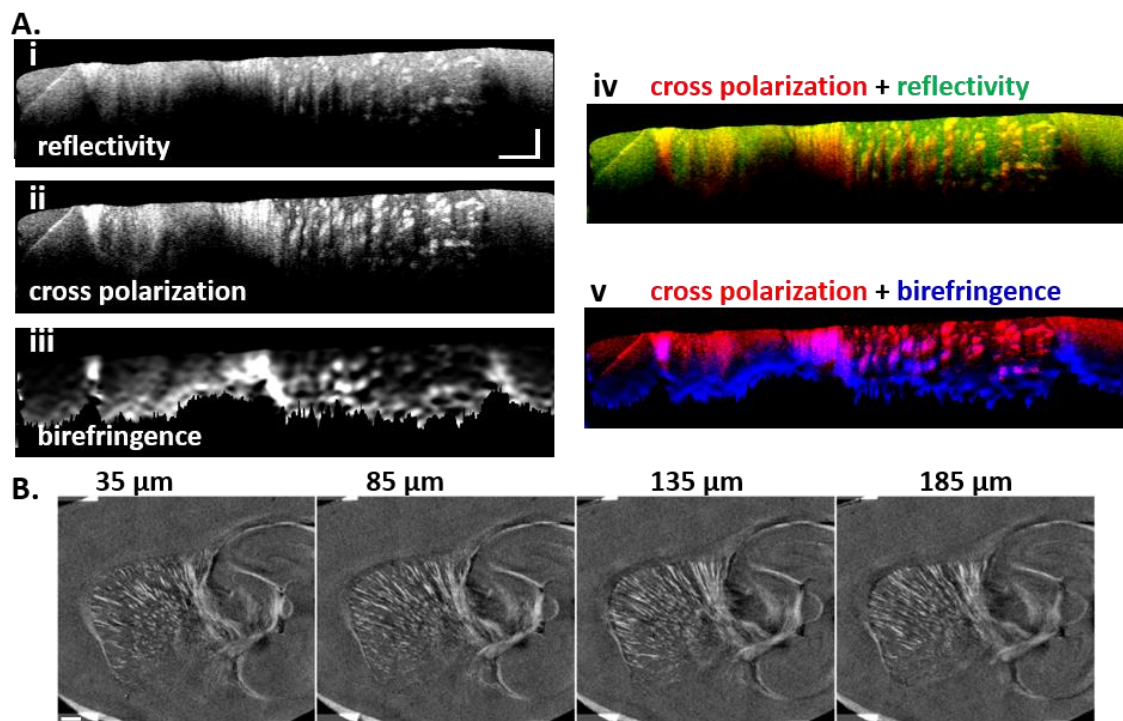 A.
i
reflectivity
ii
cross polarization
iii
birefringence
iv cross polarization + reflectivity
v cross polarization + birefringence
B.
35 µm 85 µm 135 µm 185 µm